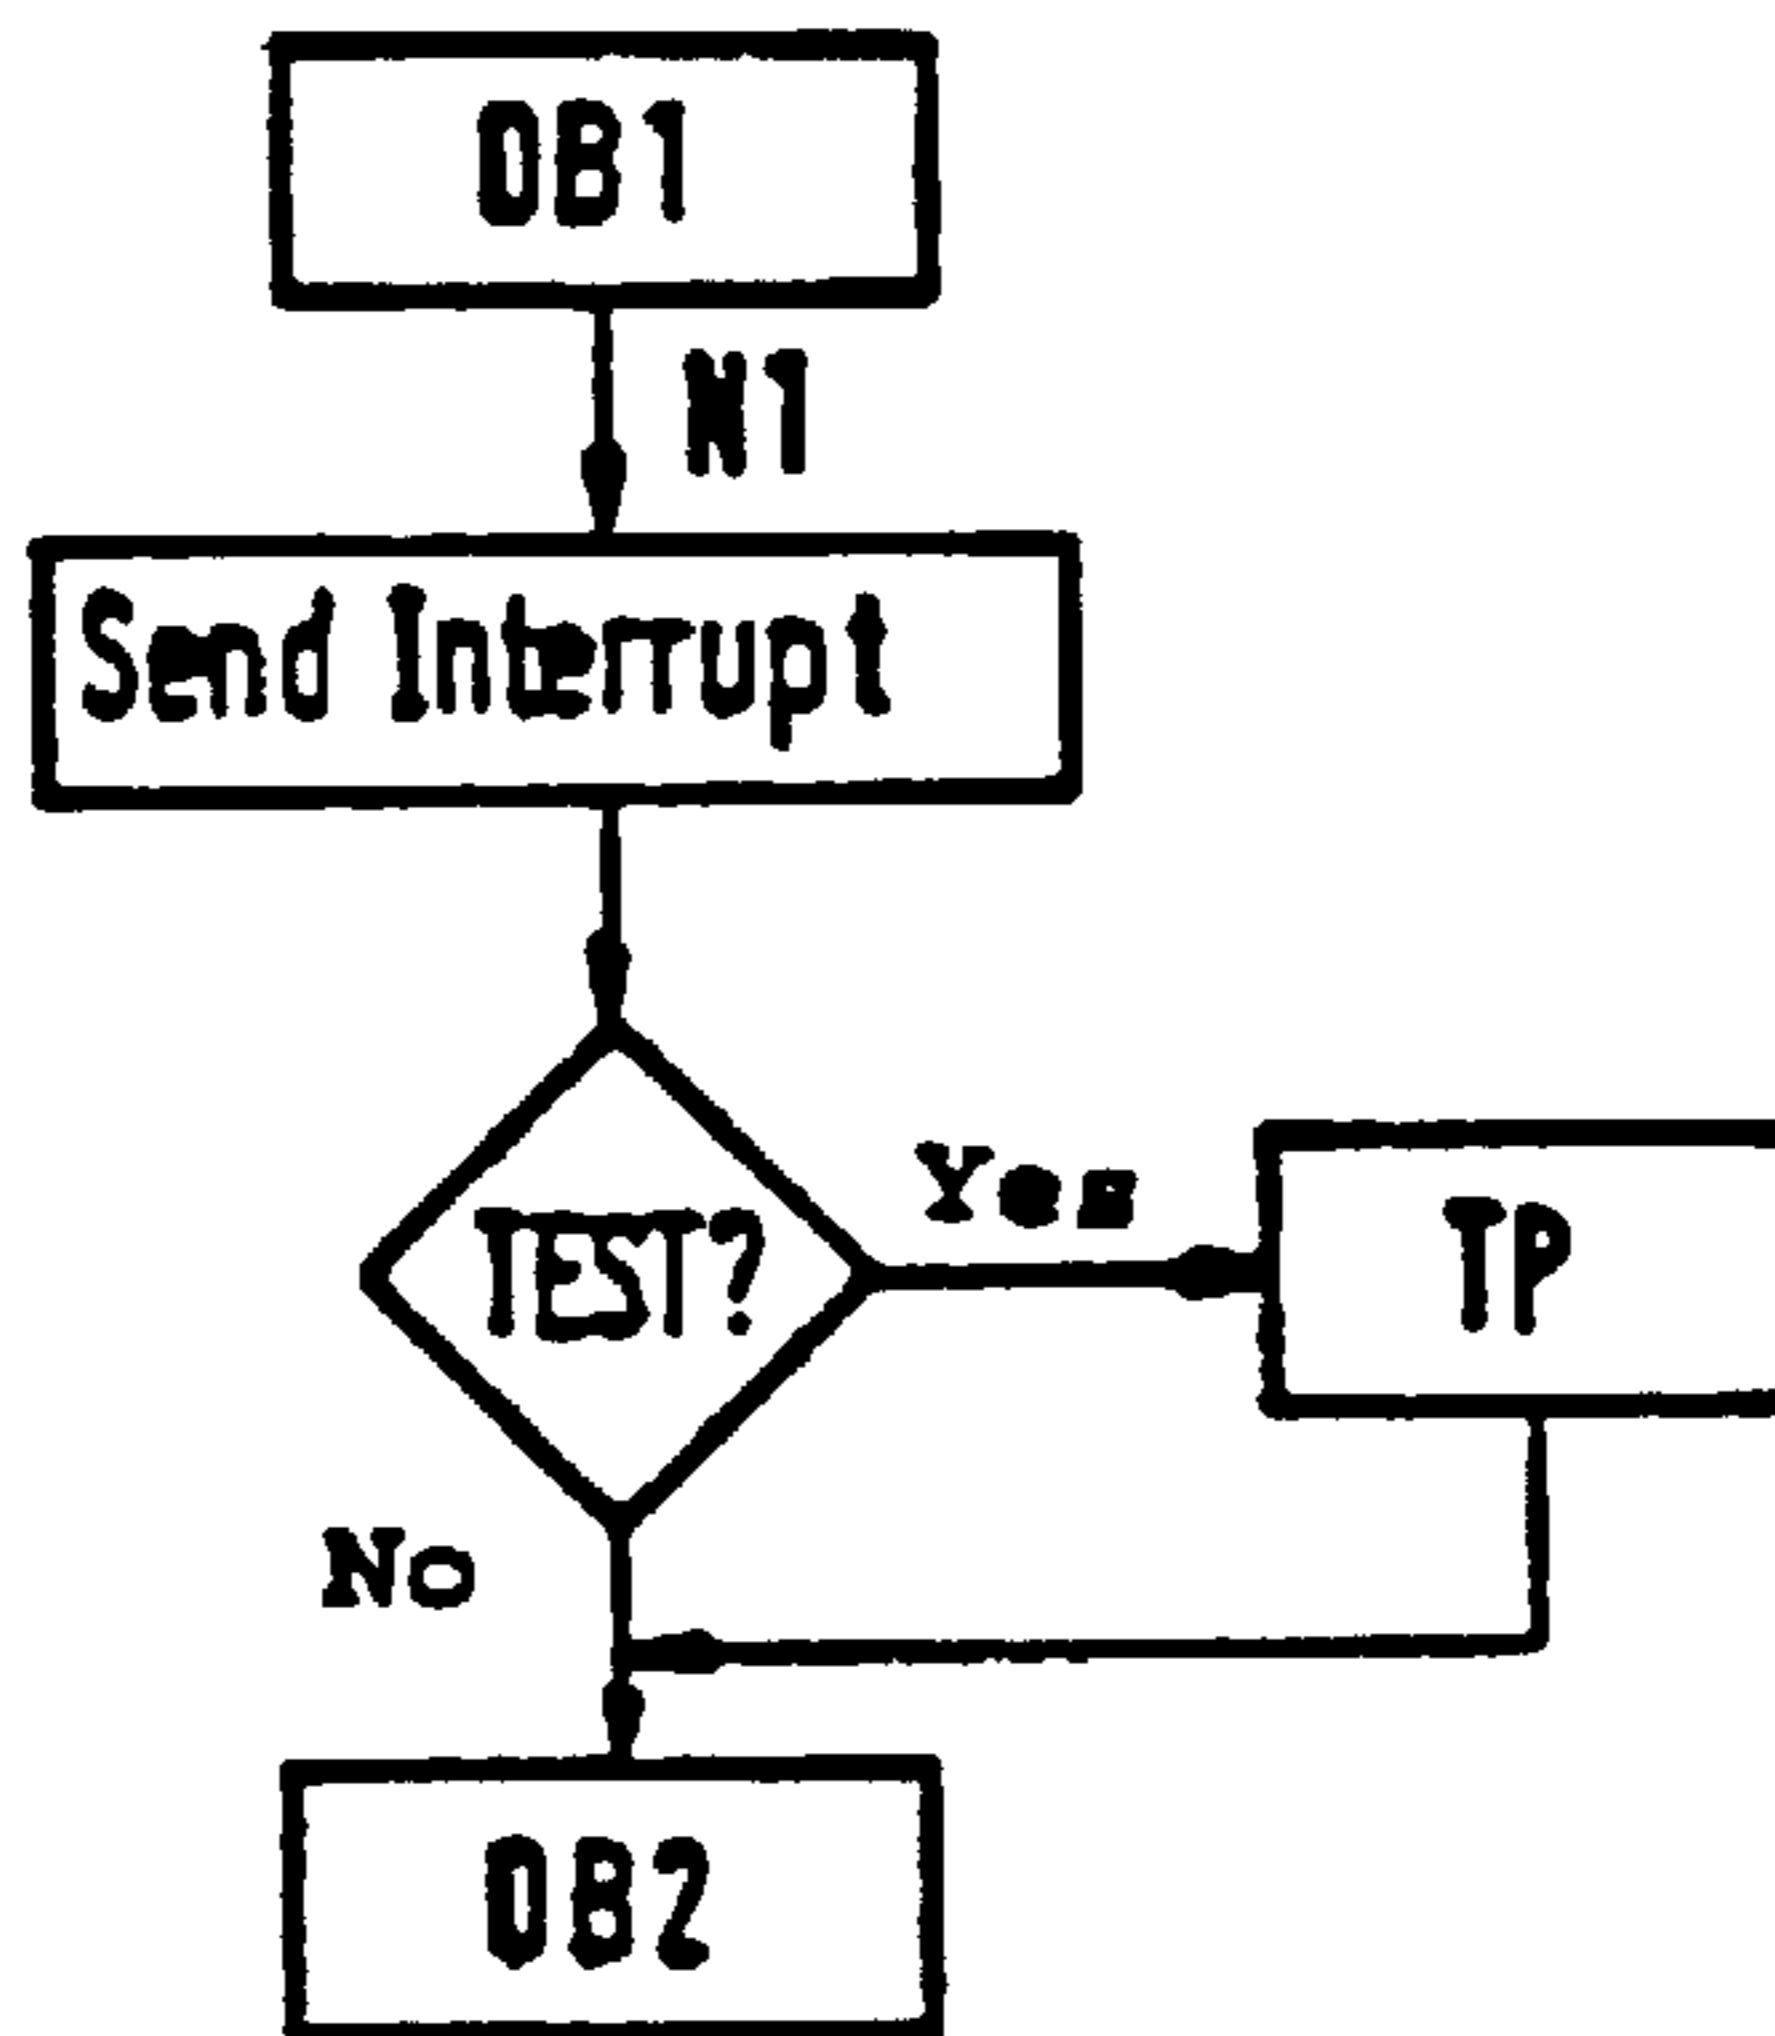 OB1
N1
Send Interrupt
Yes
TEST?
TP
No
OB2